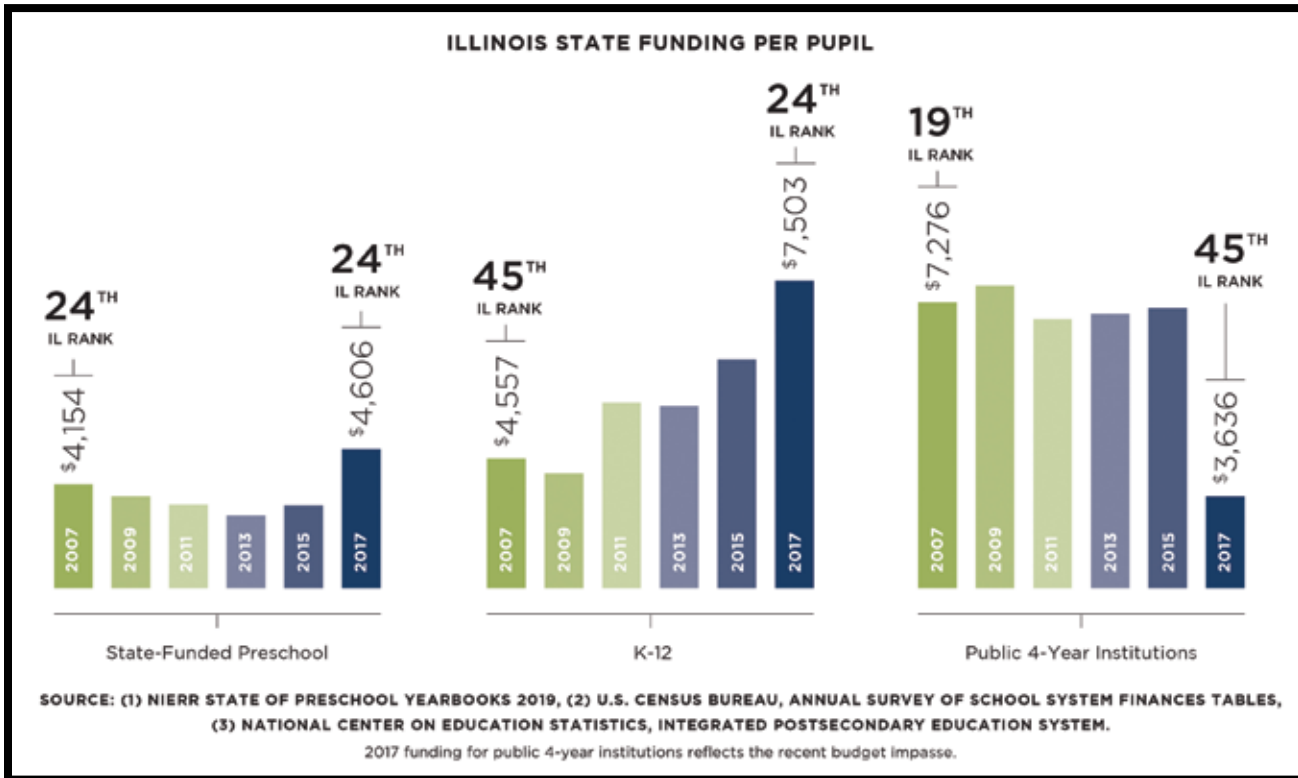 ILLINOIS STATE FUNDING PER PUPIL
24TH
IL RANK
$4,154
24TH
IL RANK
$4,606
2007
2009
2011
2013
2015
2017
State-Funded Preschool
45TH
IL RANK
$4,557
24TH
IL RANK
$7,503
2007
2009
2011
2013
2015
2017
K-12
19TH
IL RANK
$7,276
45TH
IL RANK
$3,636
2007
2009
2011
2013
2015
2017
Public 4-Year Institutions
SOURCE: (1) NIERR STATE OF PRESCHOOL YEARBOOKS 2019, (2) U.S. CENSUS BUREAU, ANNUAL SURVEY OF SCHOOL SYSTEM FINANCES TABLES,
(3) NATIONAL CENTER ON EDUCATION STATISTICS, INTEGRATED POSTSECONDARY EDUCATION SYSTEM.
2017 funding for public 4-year institutions reflects the recent budget impasse.